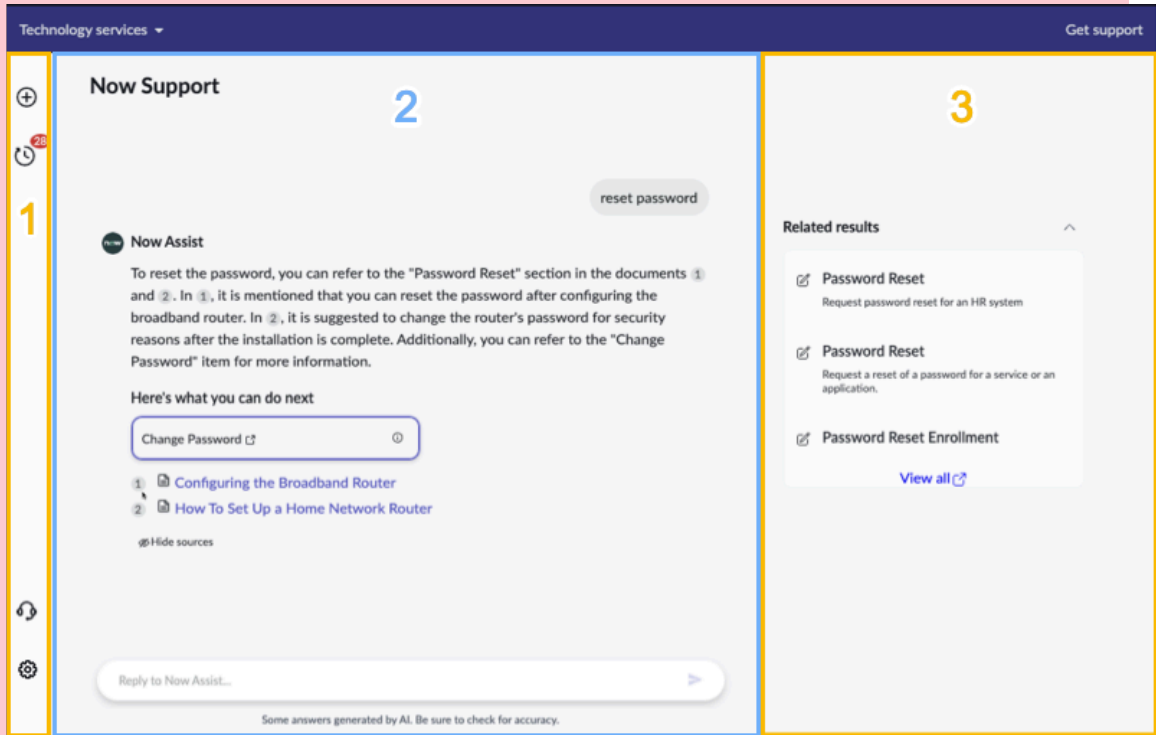 Technology services
Get support
1
28
2
Now Support
reset password
Now Assist
To reset the password, you can refer to the "Password Reset" section in the documents 1
and 2. In 1, it is mentioned that you can reset the password after configuring the
broadband router. In 2, it is suggested to change the router's password for security
reasons after the installation is complete. Additionally, you can refer to the "Change
Password" item for more information.
Here's what you can do next
Change Password
1 Configuring the Broadband Router
2 How To Set Up a Home Network Router
Hide sources
Reply to Now Assist...
Some answers generated by AI. Be sure to check for accuracy.
3
Related results
Password Reset
Request password reset for an HR system
Password Reset
Request a reset of a password for a service or an
application.
Password Reset Enrollment
View all